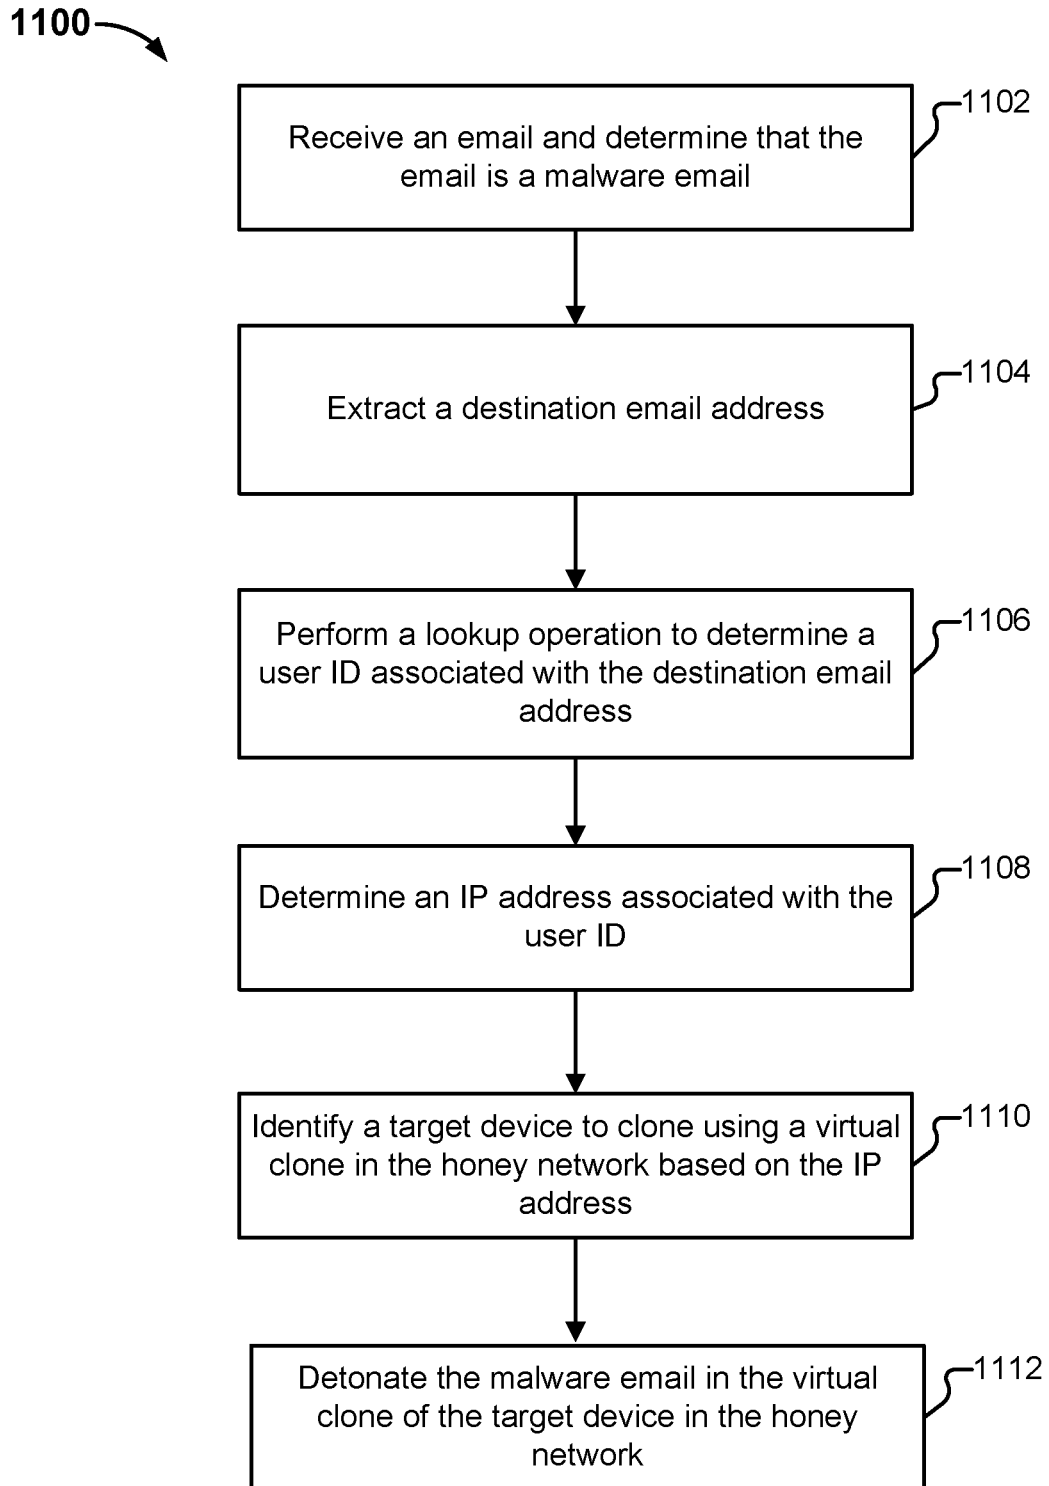 1100
1102
Receive an email and determine that the
email is a malware email
1104
Extract a destination email address
1106
Perform a lookup operation to determine a
user ID associated with the destination email
address
1108
Determine an IP address associated with the
user ID
1110
Identify a target device to clone using a virtual
clone in the honey network based on the IP
address
1112
Detonate the malware email in the virtual
clone of the target device in the honey
network